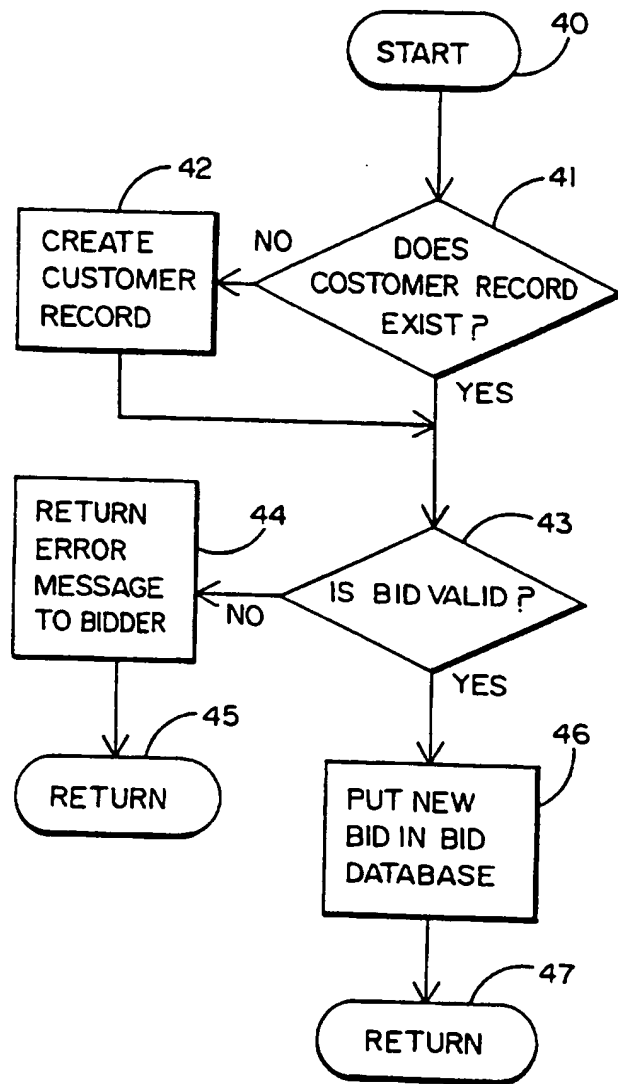 START
40
41
DOES
COSTOMER RECORD
EXIST?
NO
42
CREATE
CUSTOMER
RECORD
YES
43
IS BID VALID?
NO
44
RETURN
ERROR
MESSAGE
TO BIDDER
45
RETURN
YES
46
PUT NEW
BID IN BID
DATABASE
47
RETURN